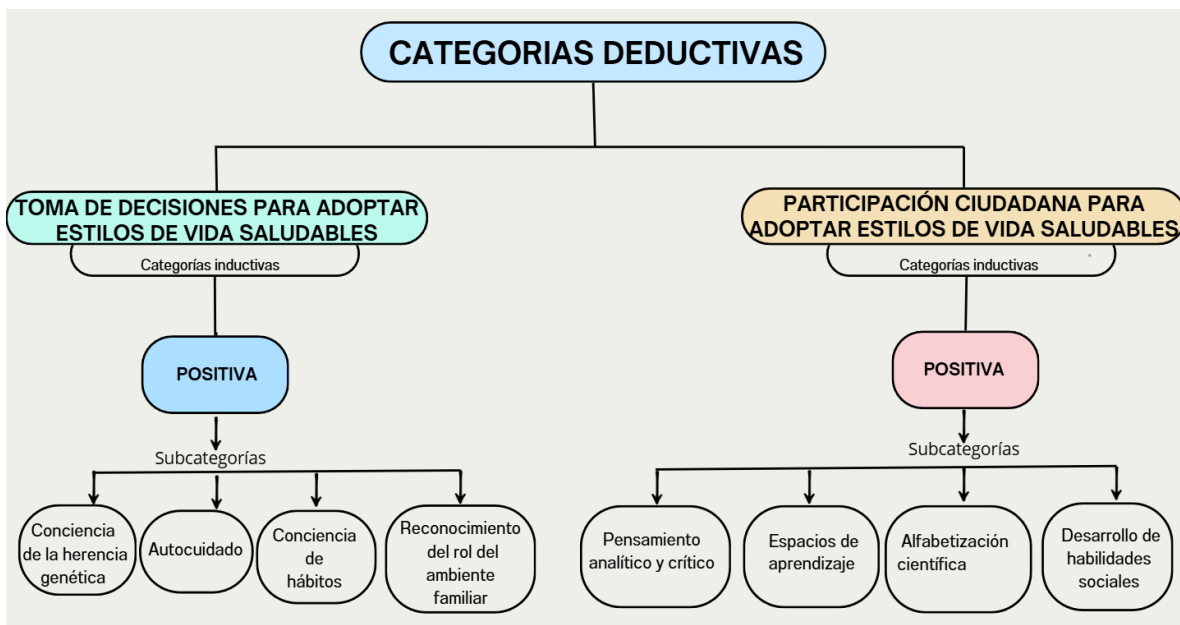 CATEGORIAS DEDUCTIVAS
TOMA DE DECISIONES PARA ADOPTAR
ESTILOS DE VIDA SALUDABLES
Categorías inductivas
POSITIVA
Subcategorías
Conciencia
de la herencia
genética
Autocuidado
Conciencia
de
hábitos
Reconocimiento
del rol del
ambiente
familiar
PARTICIPACIÓN CIUDADANA PARA
ADOPTAR ESTILOS DE VIDA SALUDABLES
Categorías inductivas
POSITIVA
Subcategorías
Pensamiento
analítico y crítico
Espacios de
aprendizaje
Alfabetización
científica
Desarrollo de
habilidades
sociales